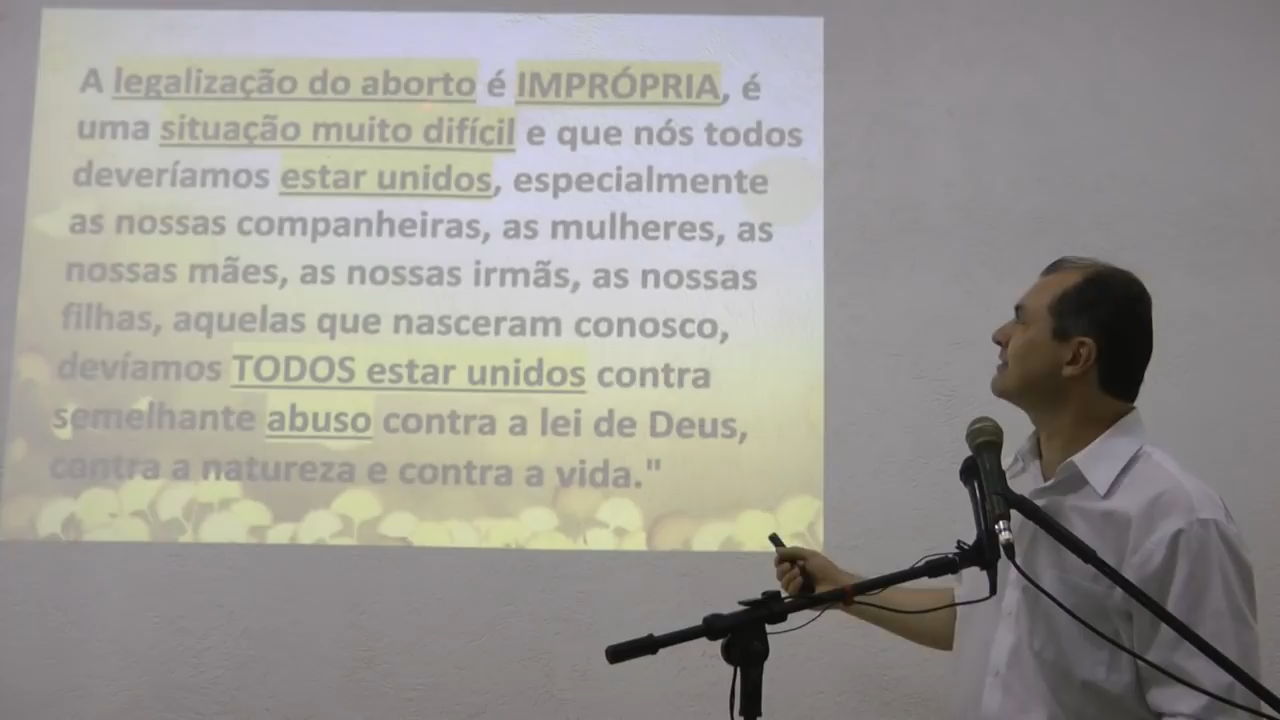 A legalização do aborto é IMPRÓPRIA, é
uma situação muito difícil e que nós todos
deveríamos estar unidos, especialmente
as nossas companheiras, as mulheres, as
nossas mães, as nossas irmãs, as nossas
filhas, aquelas que nasceram conosco,
devíamos TODOS estar unidos contra
semelhante abuso contra a lei de Deus,
contra a natureza e contra a vida."